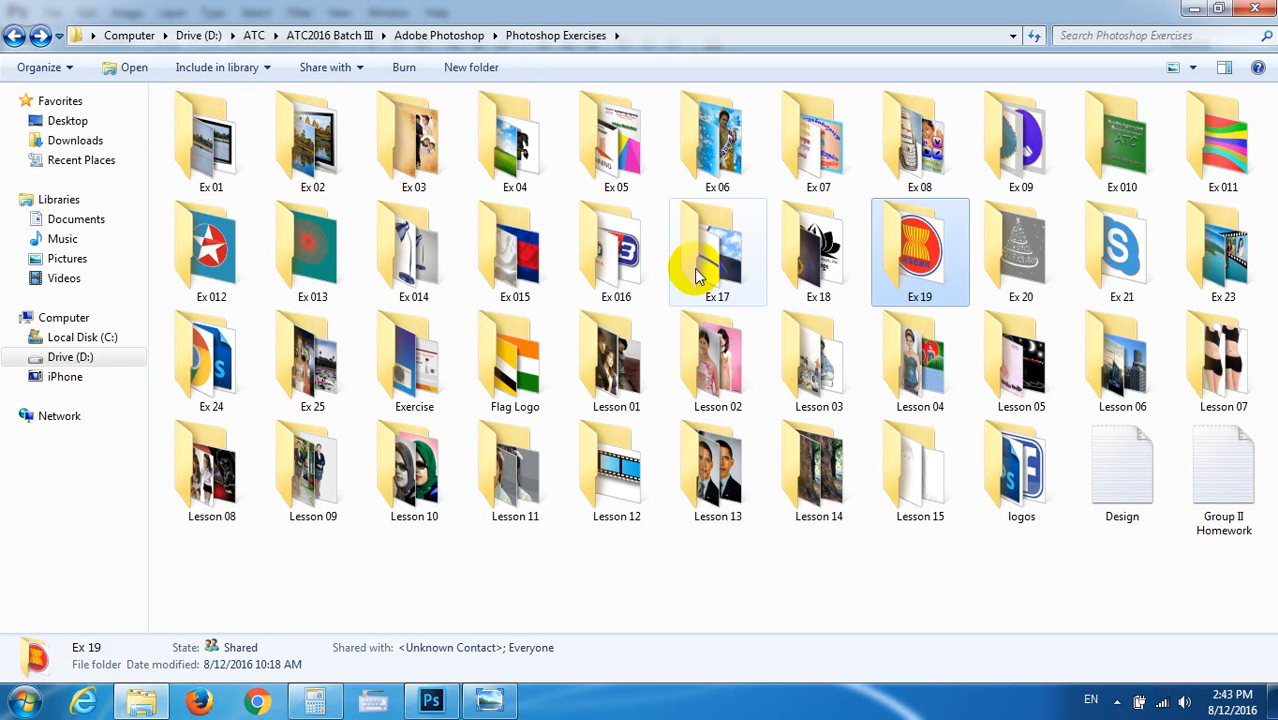 Computer Drive (D:) ATC ATC2016 Batch III Adobe Photoshop Photoshop Exercises Search Photoshop Exercises
Organize Open Include in library Share with Burn New folder
Favorites
Desktop
Downloads
Recent Places
Libraries
Documents
Music
Pictures
Videos
Computer
Local Disk (C:)
Drive (D:)
iPhone
Network
Ex 01 Ex 02 Ex 03 Ex 04 Ex 05 Ex 06 Ex 07 Ex 08 Ex 09 Ex 010 Ex 011
Ex 012 Ex 013 Ex 014 Ex 015 Ex 016 Ex 17 Ex 18 Ex 19 Ex 20 Ex 21 Ex 23
Ex 24 Ex 25 Exercise Flag Logo Lesson 01 Lesson 02 Lesson 03 Lesson 04 Lesson 05 Lesson 06 Lesson 07
Lesson 08 Lesson 09 Lesson 10 Lesson 11 Lesson 12 Lesson 13 Lesson 14 Lesson 15 logos Design Group II
Homework
Ex 19 State: Shared Shared with: <Unknown Contact>; Everyone
File folder Date modified: 8/12/2016 10:18 AM
EN 2:43 PM
8/12/2016